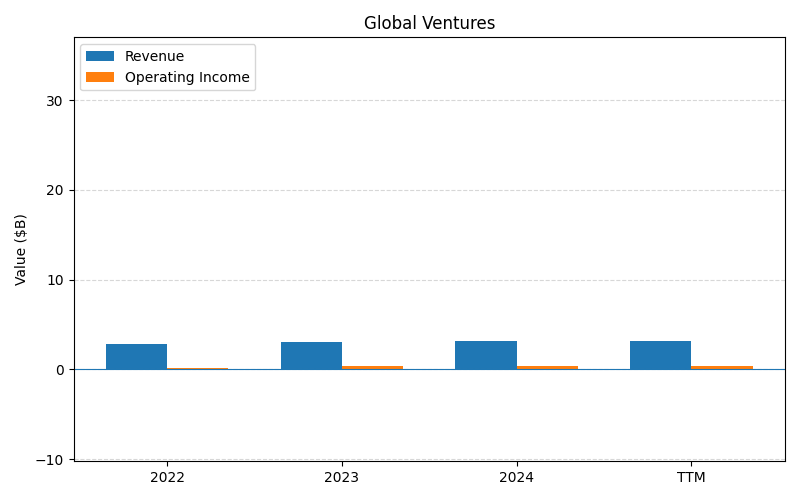 Global Ventures
Revenue
Operating Income
Value ($B)
30
20
10
0
−10
2022 2023 2024 TTM